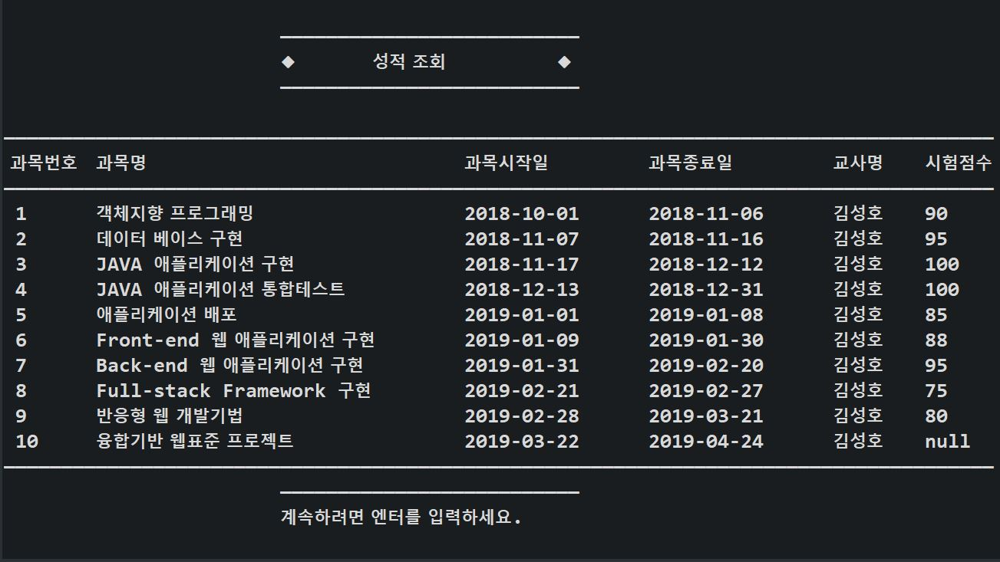 ◆ 성적 조회 ◆
과목번호 과목명 과목시작일 과목종료일 교사명 시험점수
1 객체지향 프로그래밍 2018-10-01 2018-11-06 김성호 90
2 데이터 베이스 구현 2018-11-07 2018-11-16 김성호 95
3 JAVA 애플리케이션 구현 2018-11-17 2018-12-12 김성호 100
4 JAVA 애플리케이션 통합테스트 2018-12-13 2018-12-31 김성호 100
5 애플리케이션 배포 2019-01-01 2019-01-08 김성호 85
6 Front-end 웹 애플리케이션 구현 2019-01-09 2019-01-30 김성호 88
7 Back-end 웹 애플리케이션 구현 2019-01-31 2019-02-20 김성호 95
8 Full-stack Framework 구현 2019-02-21 2019-02-27 김성호 75
9 반응형 웹 개발기법 2019-02-28 2019-03-21 김성호 80
10 융합기반 웹표준 프로젝트 2019-03-22 2019-04-24 김성호 null
계속하려면 엔터를 입력하세요.